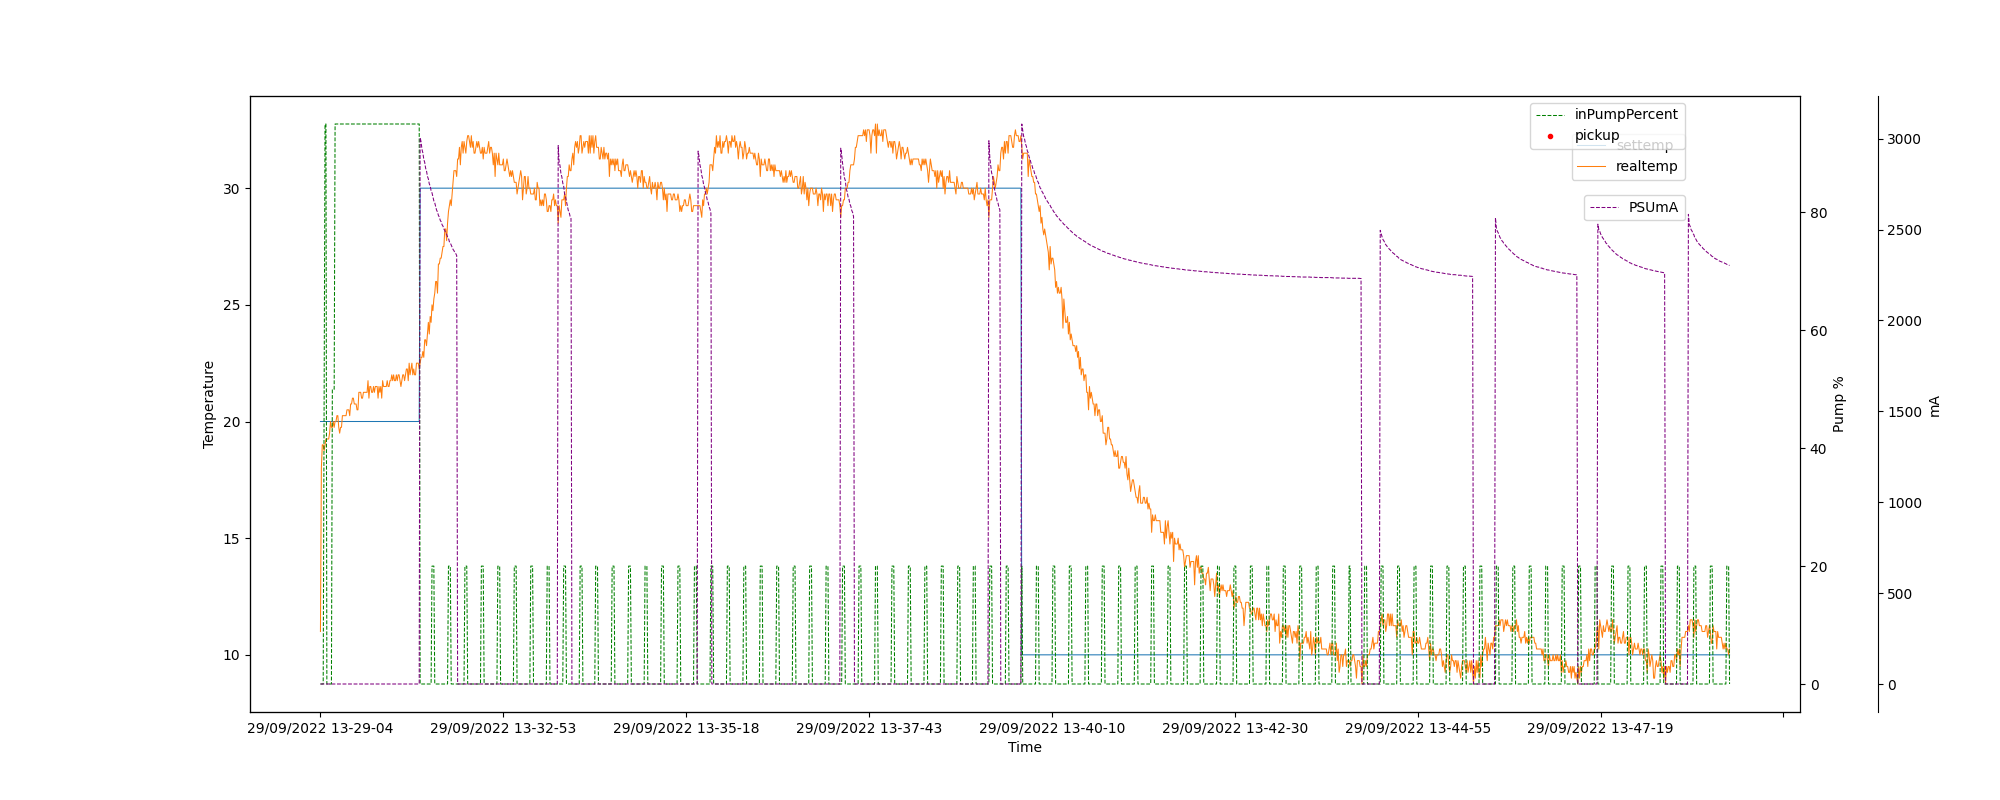 inPumpPercent
pickup
settemp
realtemp
PSUmA
30
25
20
15
10
Temperature
80
60
40
20
0
Pump %
3000
2500
2000
1500
1000
500
0
mA
29/09/2022 13-29-04
29/09/2022 13-32-53
29/09/2022 13-35-18
29/09/2022 13-37-43
29/09/2022 13-40-10
29/09/2022 13-42-30
29/09/2022 13-44-55
29/09/2022 13-47-19
Time